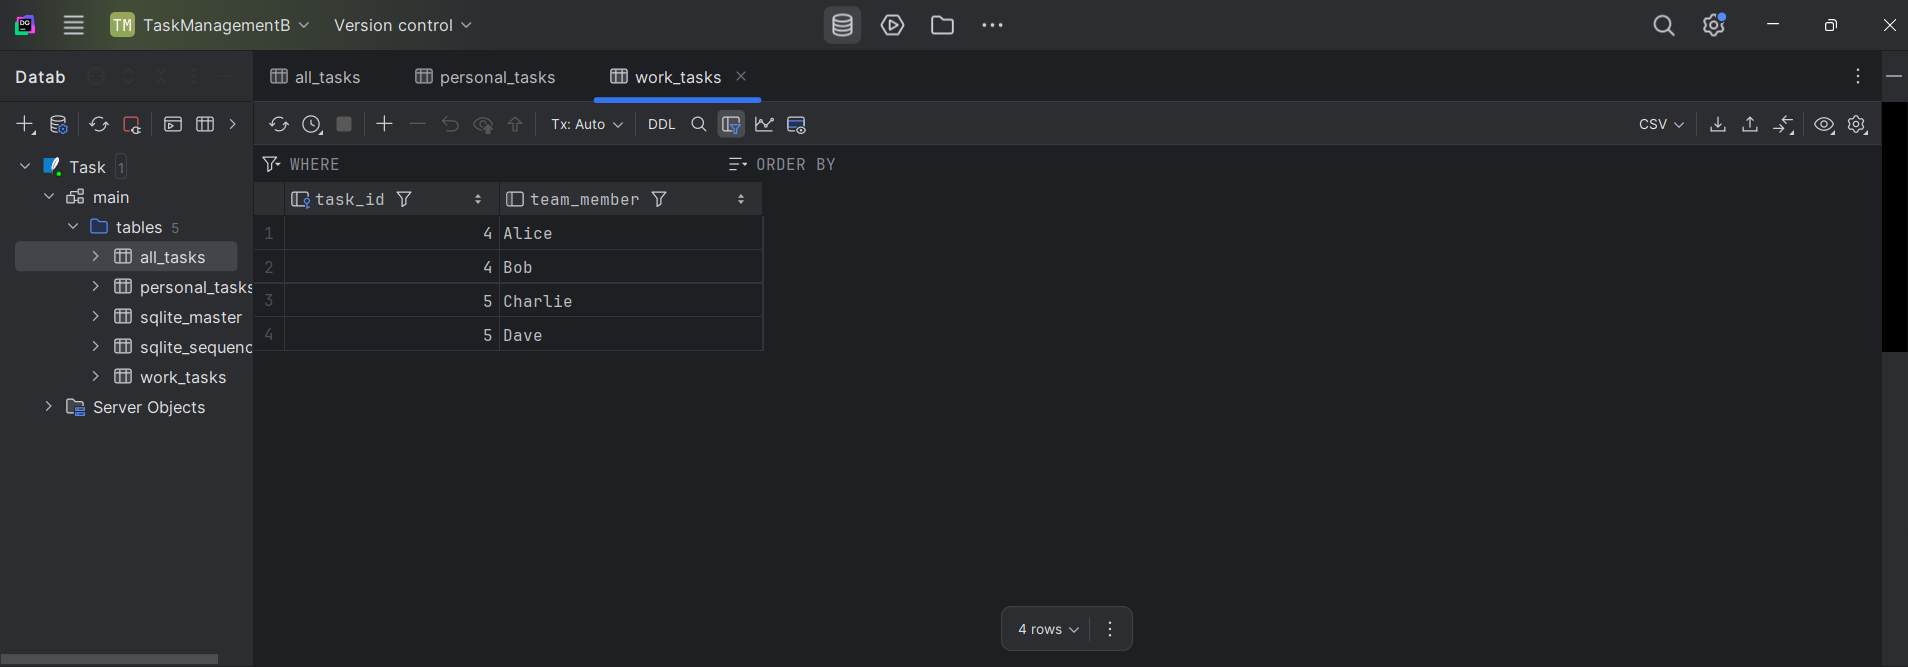 TM TaskManagementB Version control
Datab
all_tasks personal_tasks work_tasks
Tx: Auto DDL CSV
WHERE ORDER BY
Task 1
main
tables 5
all_tasks
personal_tasks
sqlite_master
sqlite_sequenc
work_tasks
Server Objects
task_id team_member
1 4 Alice
2 4 Bob
3 5 Charlie
4 5 Dave
4 rows